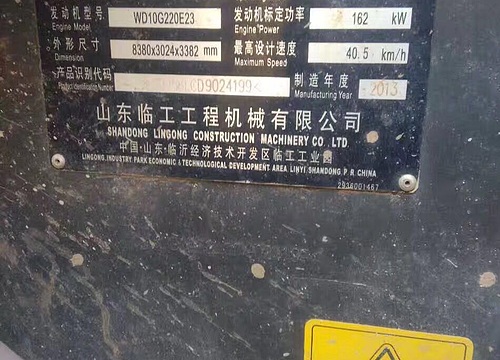 发动机型号 WD10G220E23 发动机标定功率 162 kW
Engine Model Engine Power
外形尺寸 8380x3024x3382 mm 最高设计速度 40.5 km/h
Dimension Maximum Speed
产品识别代码 D9024199 制造年度 2013
Product Identification Number Manufacturing Year
山东临工工程机械有限公司
SHANDONG LINGONG CONSTRUCTION MACHINERY CO., LTD.
中国·山东·临沂经济技术开发区临工工业园
LINGONG INDUSTRY PARK ECONOMIC & TECHNOLOGICAL DEVELOPMENT AREA LINYI, SHANDONG P. R. CHINA
2936001467